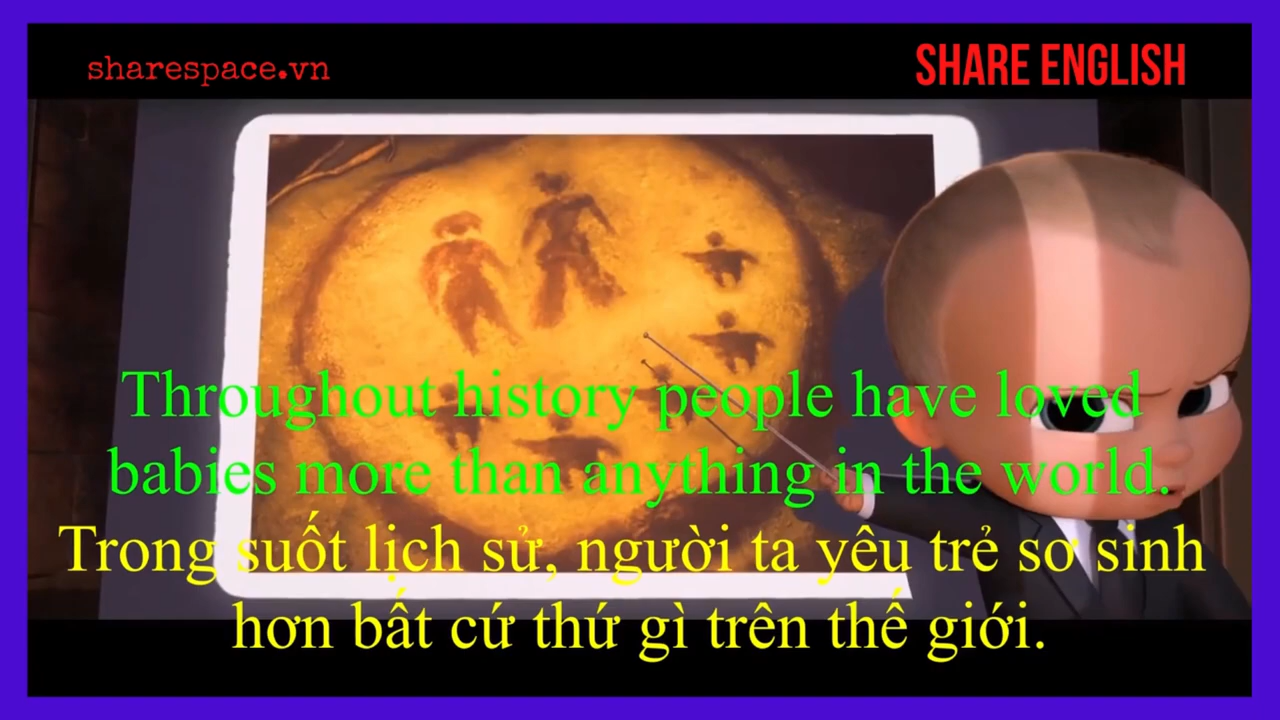 sharespace.vn
SHARE ENGLISH
Throughout history people have loved
babies more than anything in the world.
Trong suốt lịch sử, người ta yêu trẻ sơ sinh
hơn bất cứ thứ gì trên thế giới.